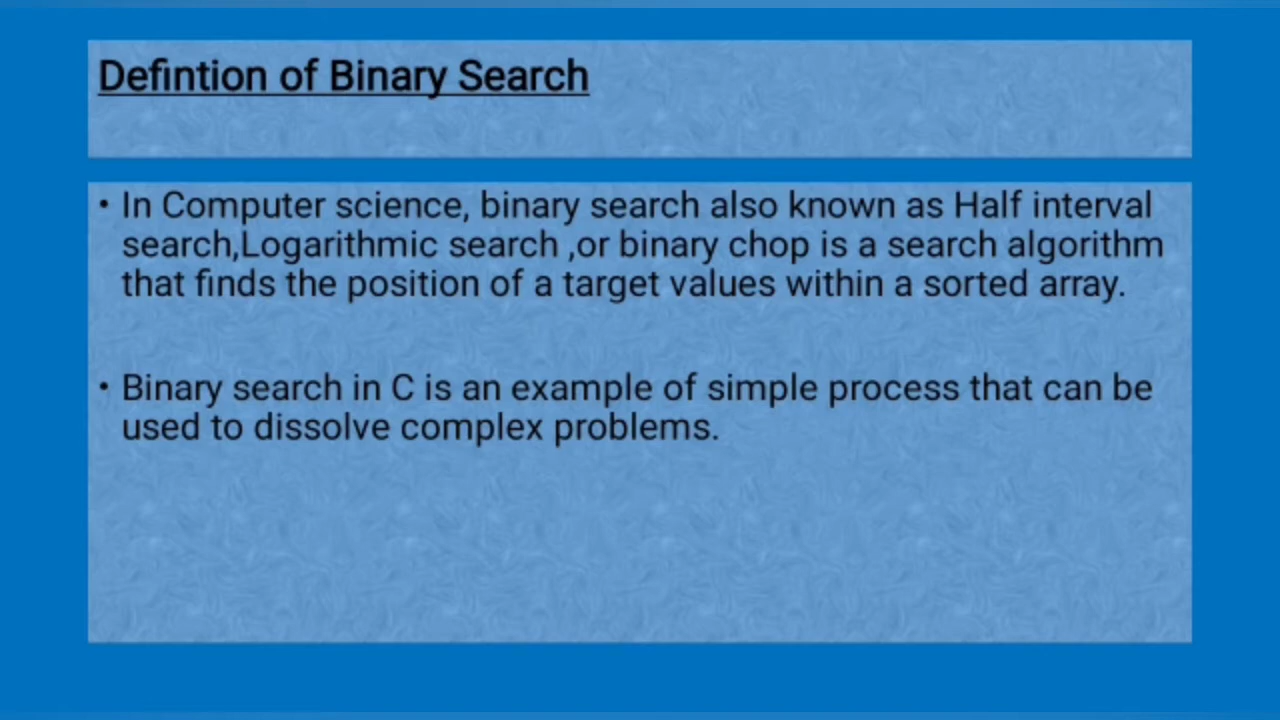 Defintion of Binary Search
• In Computer science, binary search also known as Half interval
search,Logarithmic search ,or binary chop is a search algorithm
that finds the position of a target values within a sorted array.
• Binary search in C is an example of simple process that can be
used to dissolve complex problems.